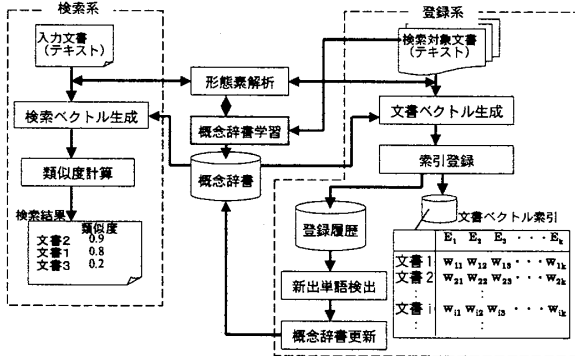 検索系
登録系
入力文書
(テキスト)
検索対象文書
(テキスト)
形態素解析
検索ベクトル生成
概念辞書学習
文書ベクトル生成
類似度計算
概念辞書
索引登録
検索結果
類似度
文書2 0.9
文書1 0.8
文書3 0.2
登録履歴
文書ベクトル索引
E1 E2 E3 ・・・ Ek
文書1 W11 W12 W13 ・・・ W1k
文書2 W21 W22 W23 ・・・ W2k
:
文書i Wi1 Wi2 Wi3 ・・・ Wik
:
新出単語検出
概念辞書更新